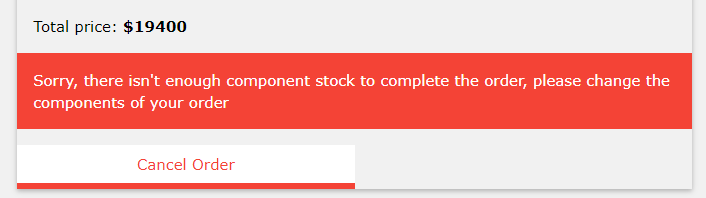 Total price: $19400
Sorry, there isn't enough component stock to complete the order, please change the
components of your order
Cancel Order